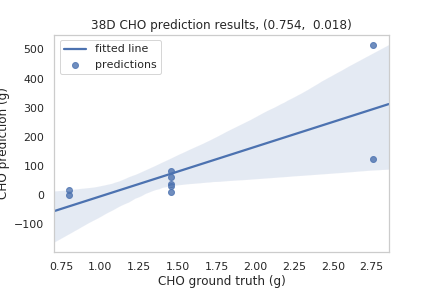 38D CHO prediction results, (0.754,  0.018)
fitted line
predictions
CHO prediction (g)
500
400
300
200
100
0
−100
0.75 1.00 1.25 1.50 1.75 2.00 2.25 2.50 2.75
CHO ground truth (g)